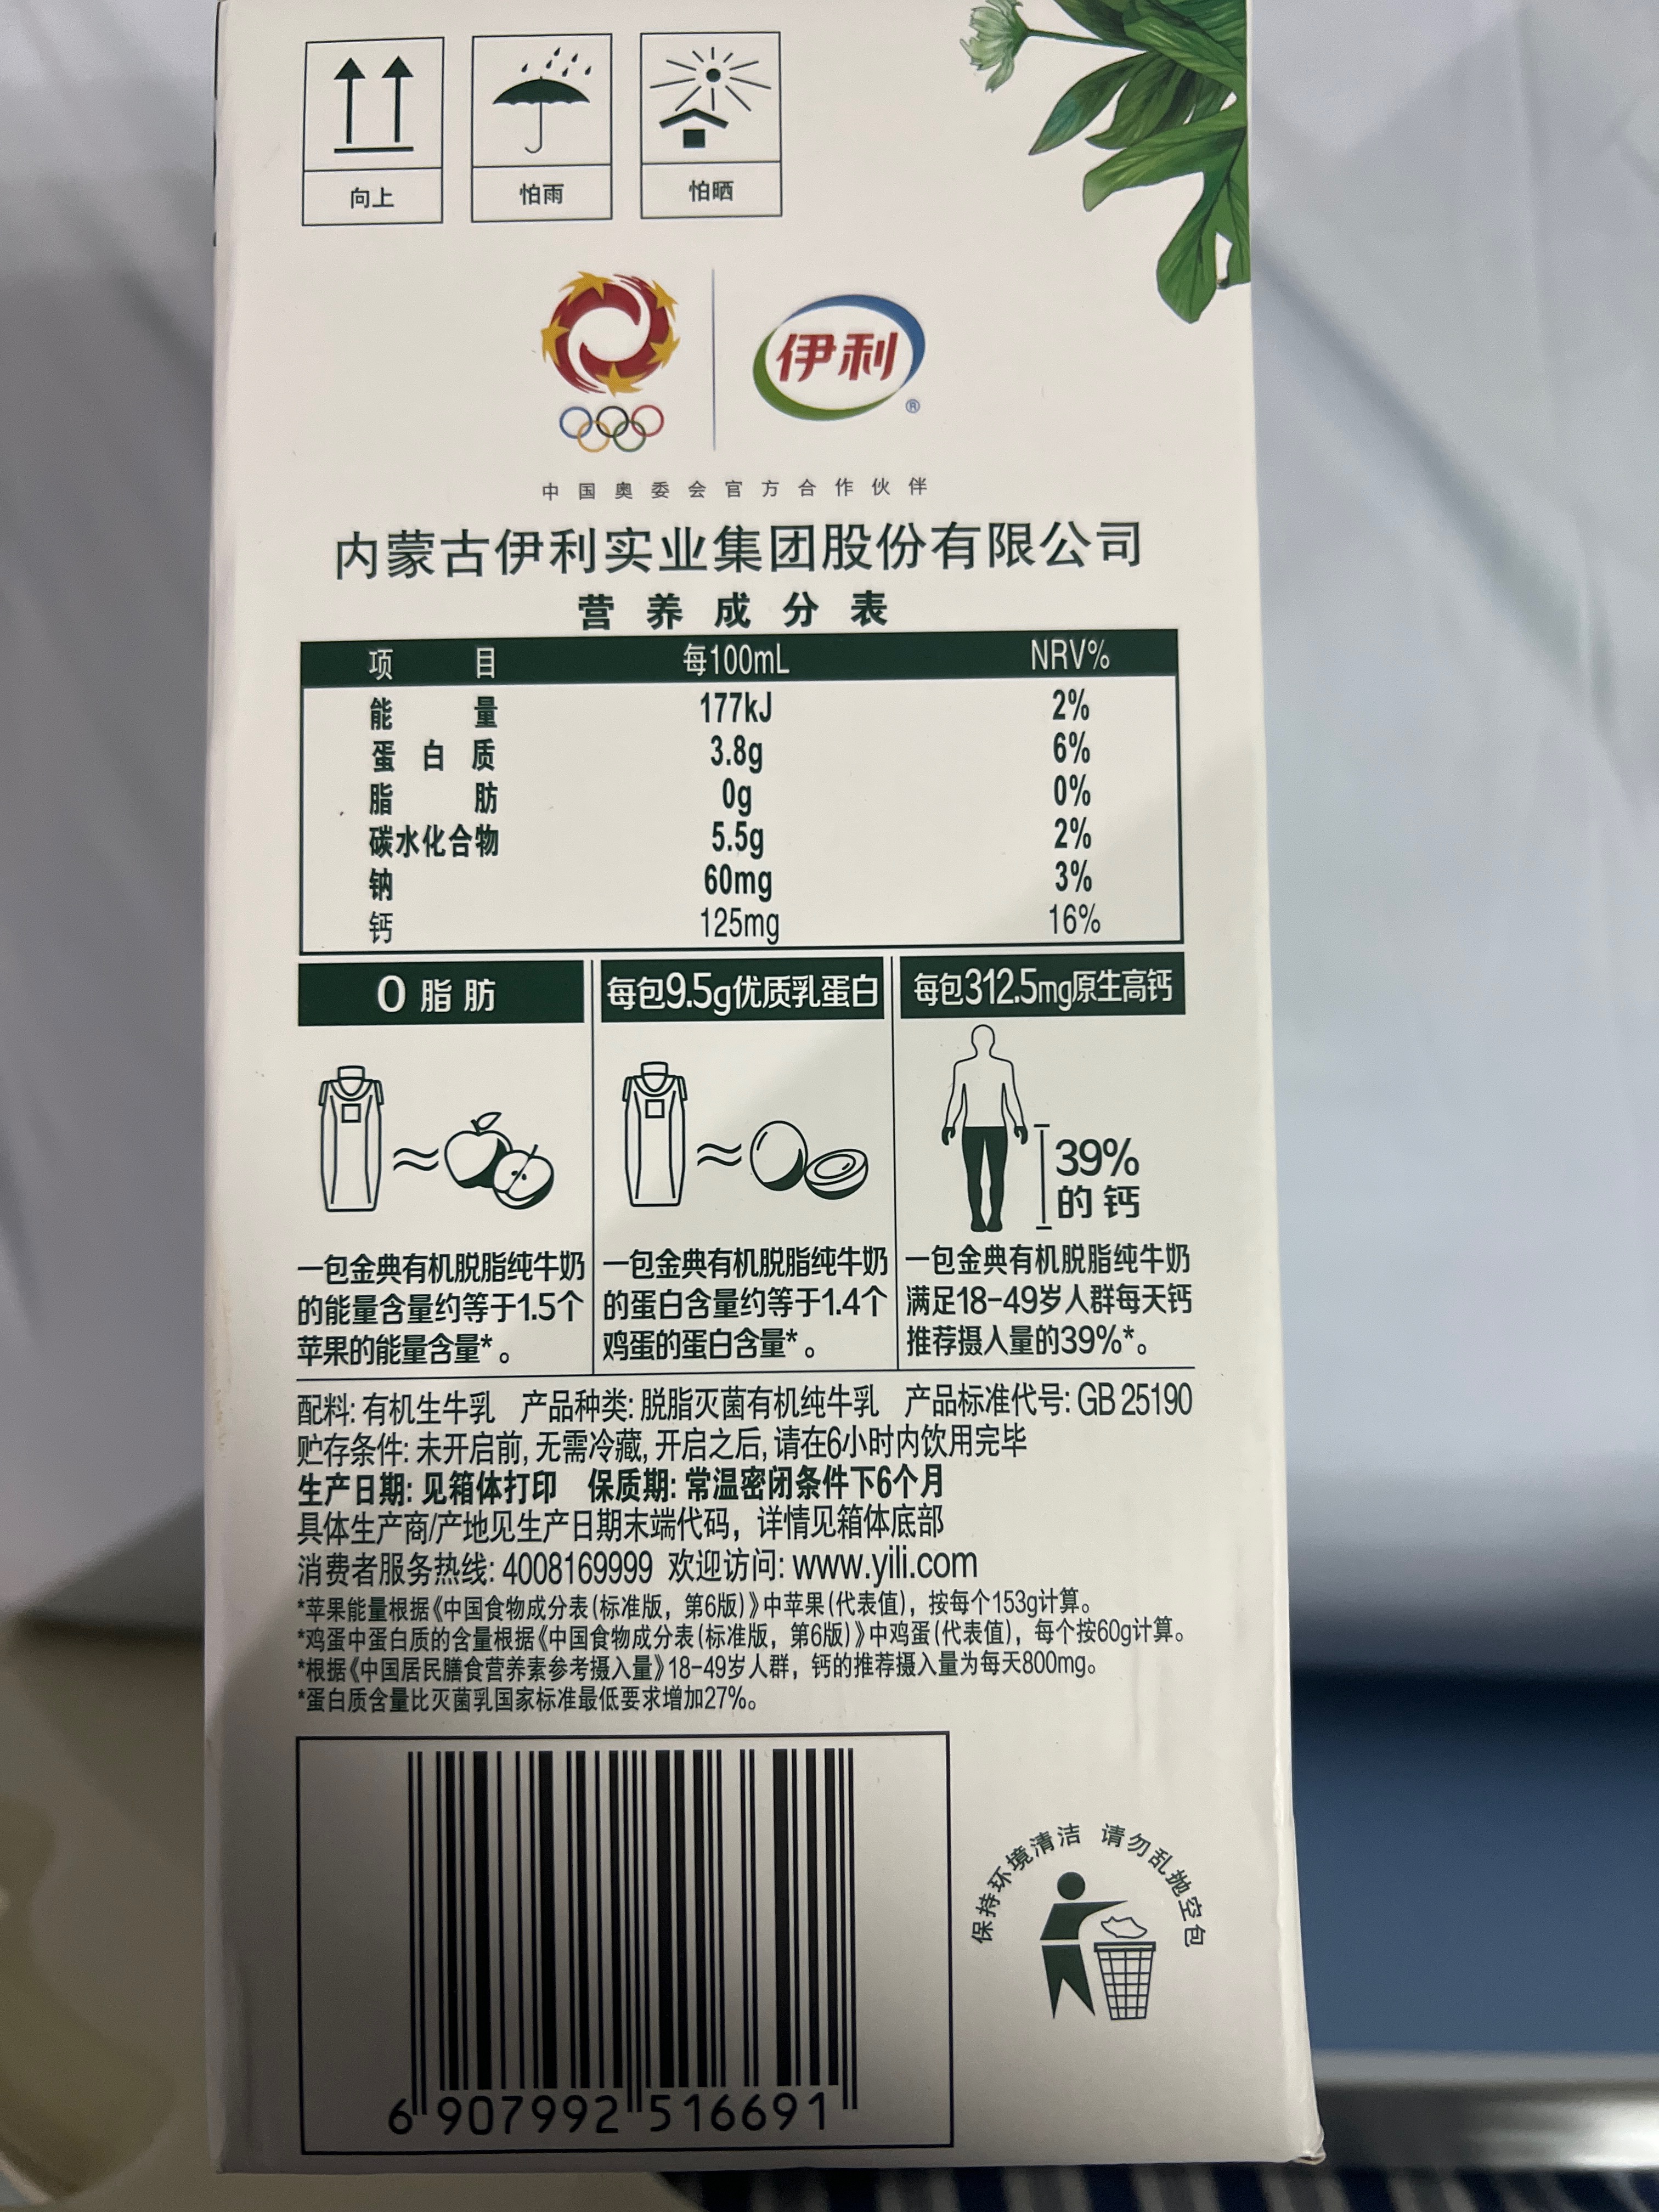 向上
怕雨
怕晒
伊利®
中国奥委会官方合作伙伴
内蒙古伊利实业集团股份有限公司
营养成分表
项目 每100mL NRV%
能量 177kJ 2%
蛋白质 3.8g 6%
脂肪 0g 0%
碳水化合物 5.5g 2%
钠 60mg 3%
钙 125mg 16%
0脂肪
一包金典有机脱脂纯牛奶
的能量含量约等于1.5个
苹果的能量含量*。
每包9.5g优质乳蛋白
一包金典有机脱脂纯牛奶
的蛋白含量约等于1.4个
鸡蛋的蛋白含量*。
每包312.5mg原生高钙
39%
的钙
一包金典有机脱脂纯牛奶
满足18-49岁人群每天钙
推荐摄入量的39%*。
配料: 有机生牛乳 产品种类: 脱脂灭菌有机纯牛乳 产品标准代号: GB 25190
贮存条件: 未开启前, 无需冷藏, 开启之后, 请在6小时内饮用完毕
生产日期: 见箱体打印 保质期: 常温密闭条件下6个月
具体生产商/产地见生产日期末端代码，详情见箱体底部
消费者服务热线: 4008169999 欢迎访问: www.yili.com
*苹果能量根据《中国食物成分表(标准版，第6版)》中苹果(代表值)，按每个153g计算。
*鸡蛋中蛋白质的含量根据《中国食物成分表(标准版，第6版)》中鸡蛋(代表值)，每个按60g计算。
*根据《中国居民膳食营养素参考摄入量》18-49岁人群，钙的推荐摄入量为每天800mg。
*蛋白质含量比灭菌乳国家标准最低要求增加27%。
6 907992 516691
保持环境清洁 请勿乱抛空包